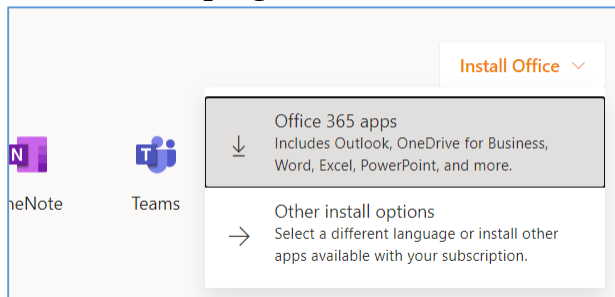 Install Office
Office 365 apps
Includes Outlook, OneDrive for Business,
Word, Excel, PowerPoint, and more.
N
T
neNote
Teams
Other install options
Select a different language or install other
apps available with your subscription.